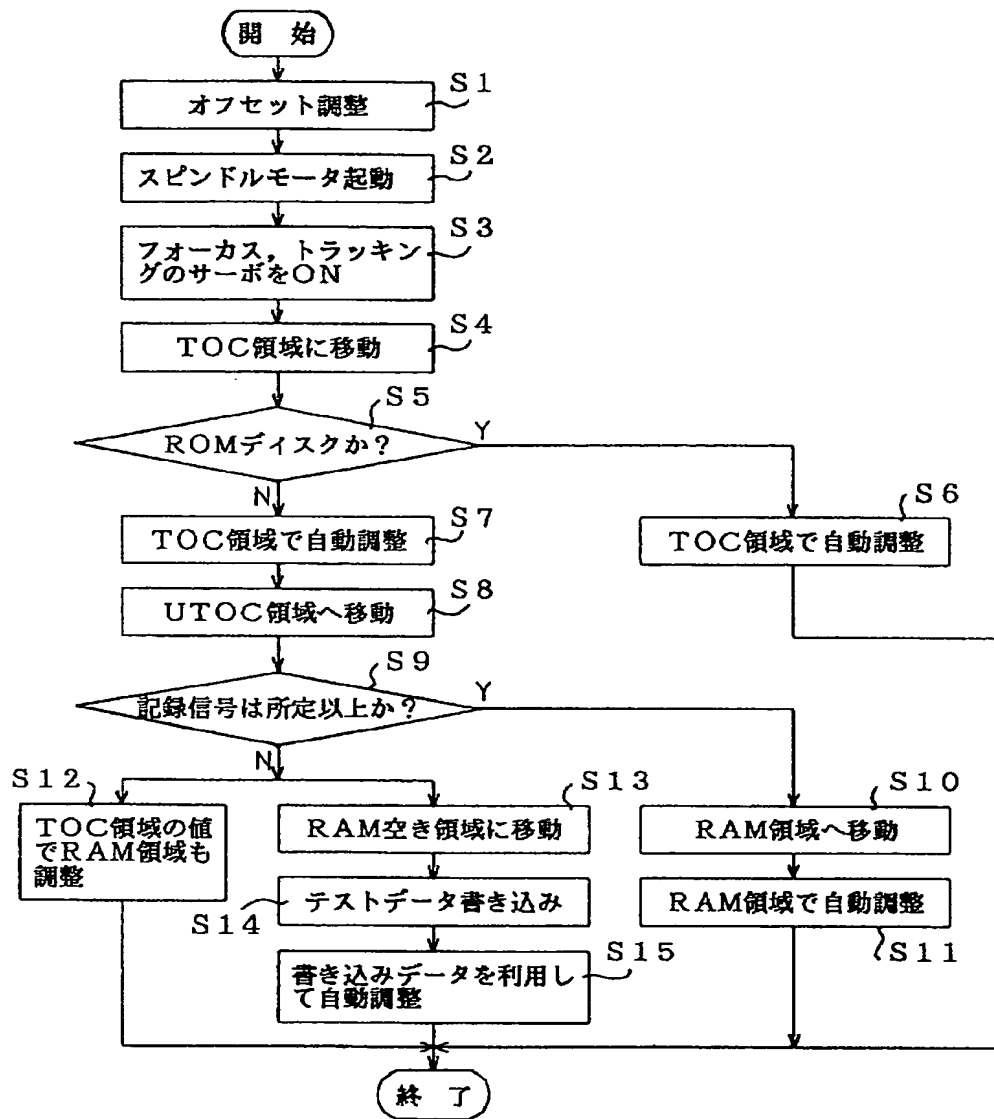 開 始
S1
オフセット調整
S2
スピンドルモータ起動
S3
フォーカス，トラッキン
グのサーボをON
S4
TOC領域に移動
S5
ROMディスクか？
Y
N
S7
TOC領域で自動調整
S6
TOC領域で自動調整
S8
UTOC領域へ移動
S9
記録信号は所定以上か？
Y
N
S12
TOC領域の値
でRAM領域も
調整
S13
RAM空き領域に移動
S10
RAM領域へ移動
S14
テストデータ書き込み
RAM領域で自動調整
S11
S15
書き込みデータを利用し
て自動調整
終 了